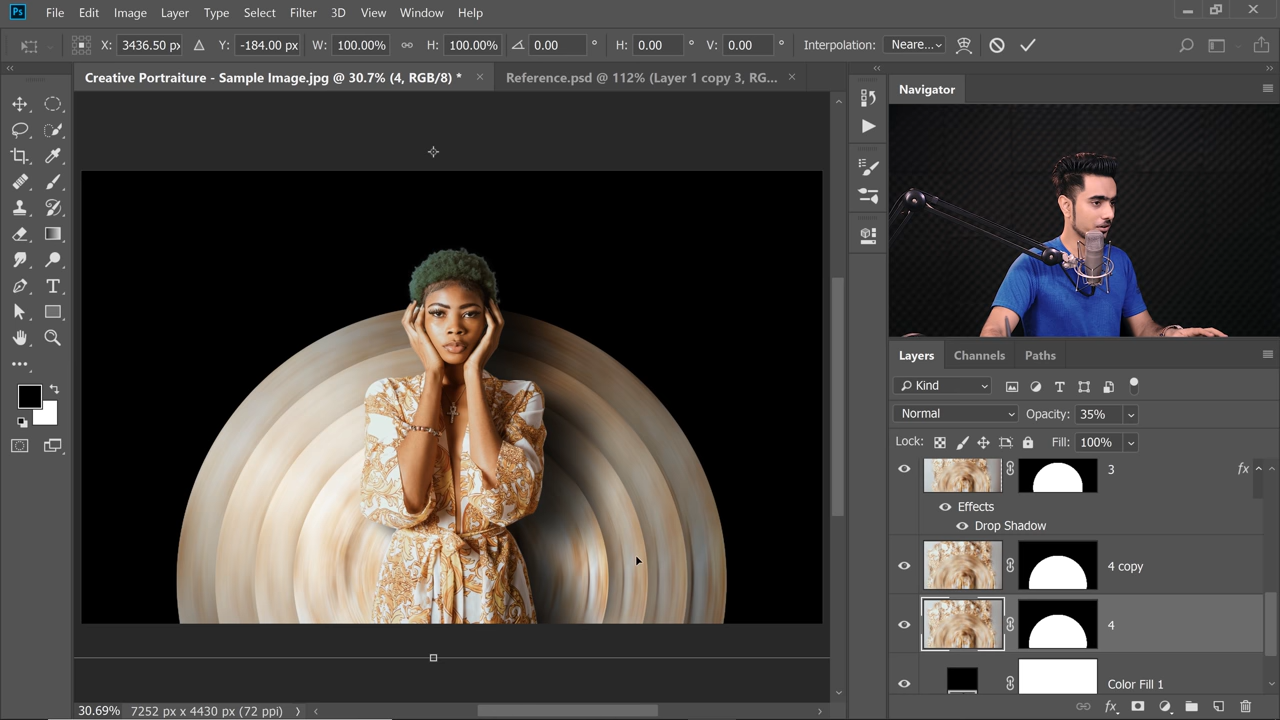 Ps File Edit Image Layer Type Select Filter 3D View Window Help
X: 3436.50 px Y: -184.00 px W: 100.00% H: 100.00% 0.00 ° H: 0.00 ° V: 0.00 ° Interpolation: Neare...
Creative Portraiture - Sample Image.jpg @ 30.7% (4, RGB/8) * × Reference.psd @ 112% (Layer 1 copy 3, RG... ×
Navigator
Layers Channels Paths
Kind
Normal Opacity: 35%
Lock: Fill: 100%
3 fx
Effects
Drop Shadow
4 copy
4
Color Fill 1
30.69% 7252 px x 4430 px (72 ppi)
fx